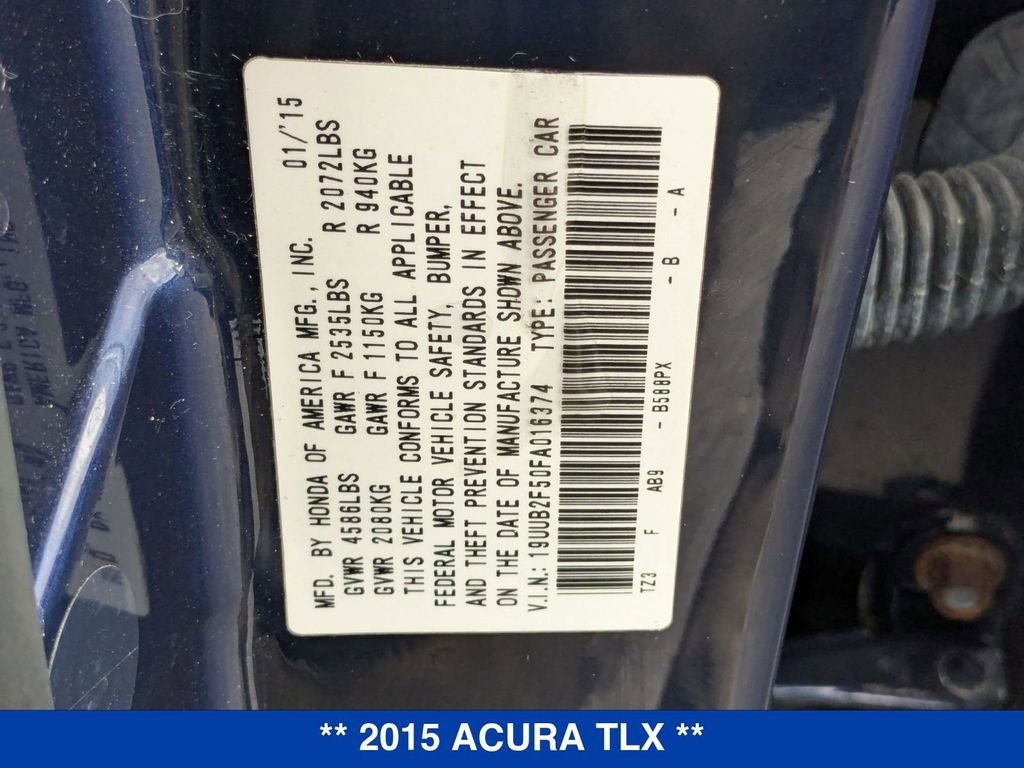 MFD. BY HONDA OF AMERICA MFG., INC. 01/'15
GVWR 4586LBS GAWR F 2535LBS R 2072LBS
GVWR 2080KG GAWR F 1150KG R 940KG
THIS VEHICLE CONFORMS TO ALL APPLICABLE
FEDERAL MOTOR VEHICLE SAFETY, BUMPER,
AND THEFT PREVENTION STANDARDS IN EFFECT
ON THE DATE OF MANUFACTURE SHOWN ABOVE.
V.I.N.: 19UUB2F50FA016374 TYPE: PASSENGER CAR
TZ3 F AB9 - B588PX - B - A
** 2015 ACURA TLX **